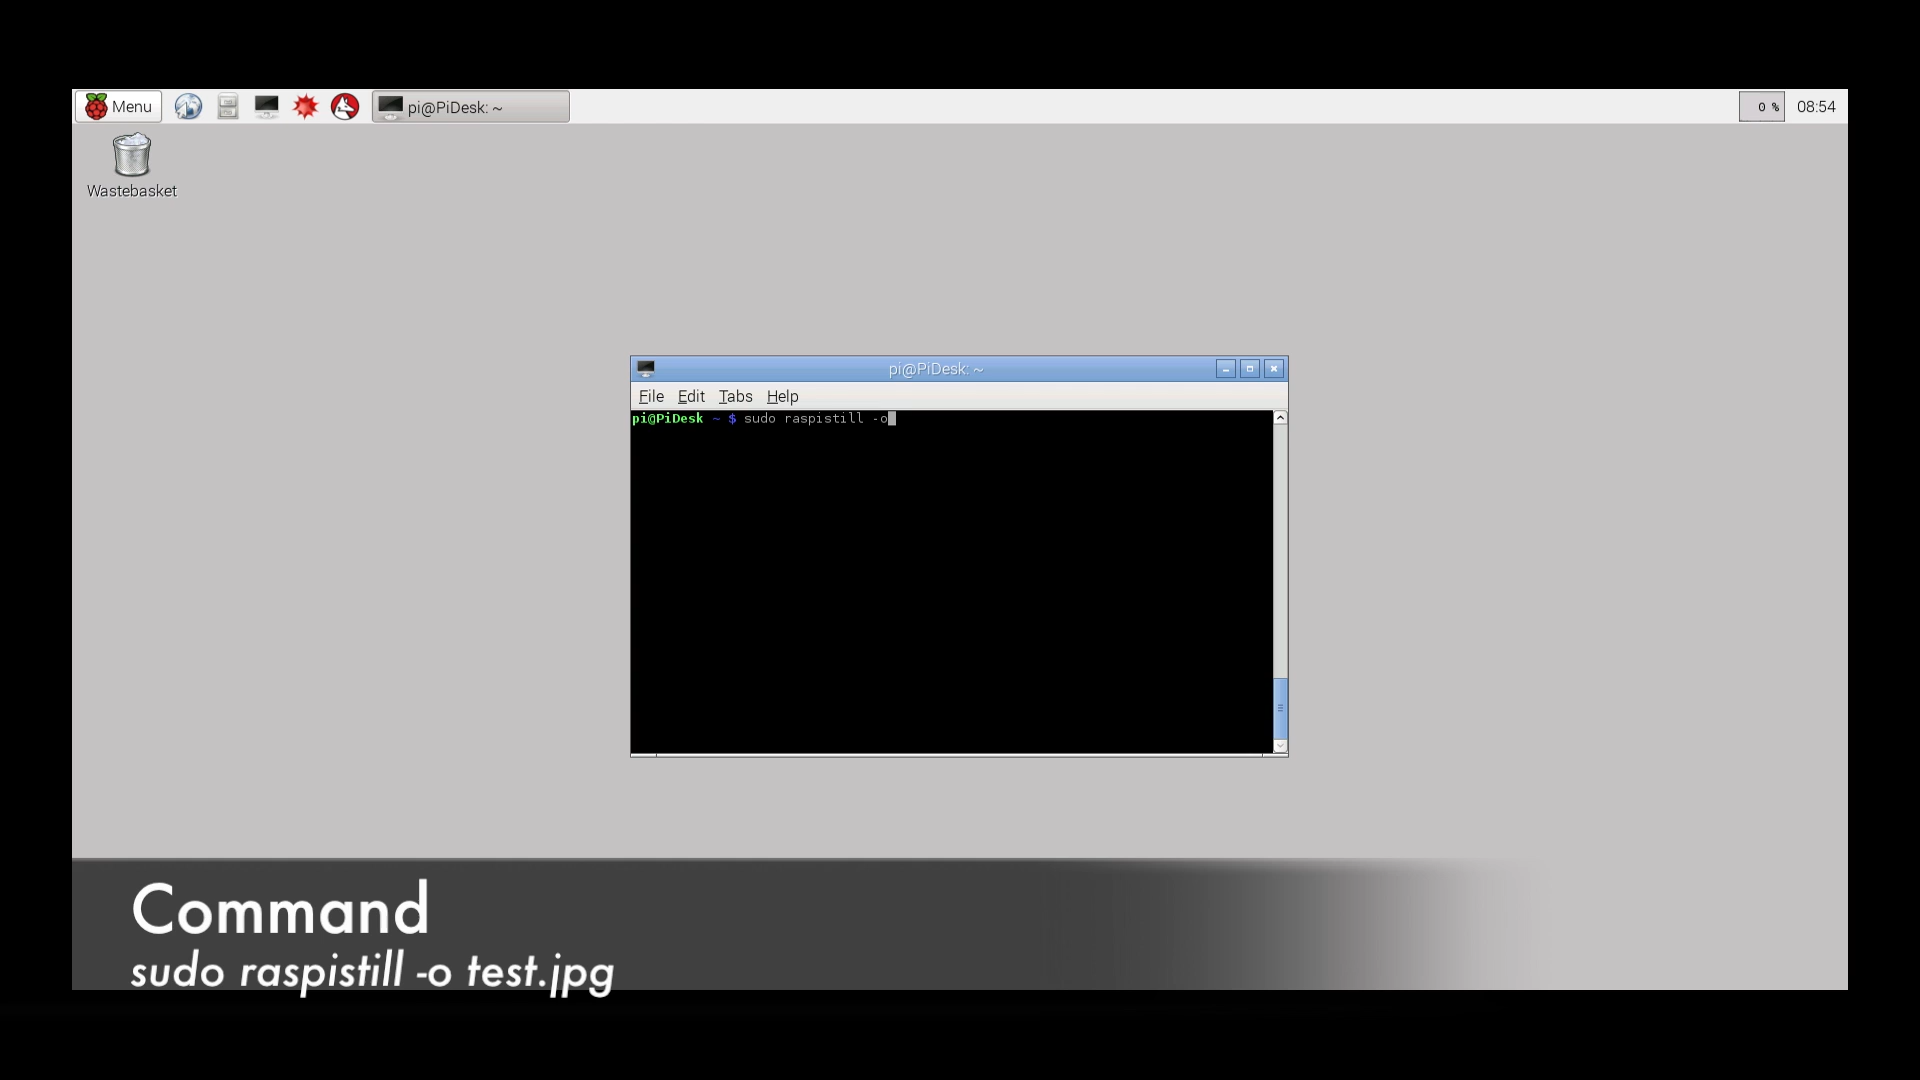 Menu
pi@PiDesk: ~
0 %
08:54
Wastebasket
pi@PiDesk: ~
File Edit Tabs Help
pi@PiDesk ~ $ sudo raspistill -o
Command
sudo raspistill -o test.jpg